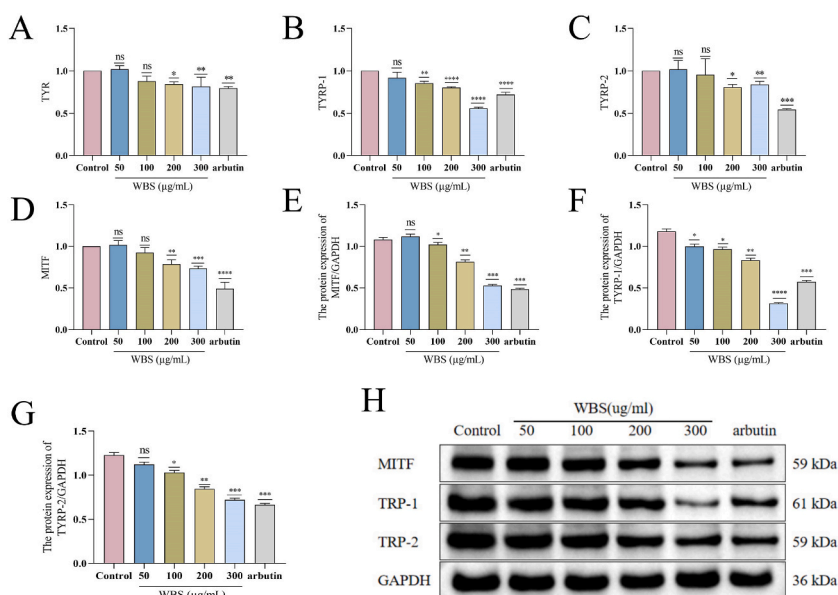 A
TYR
1.5
1.0
0.5
0.0
ns
ns
*
**
**
Control 50 100 200 300 arbutin
WBS (μg/mL)
B
TYRP-1
1.5
1.0
0.5
0.0
ns
**
****
****
****
Control 50 100 200 300 arbutin
WBS (μg/mL)
C
TYRP-2
1.5
1.0
0.5
0.0
ns
ns
*
**
***
Control 50 100 200 300 arbutin
WBS (μg/mL)
D
MITF
1.5
1.0
0.5
0.0
ns
ns
**
***
****
Control 50 100 200 300 arbutin
WBS (μg/mL)
E
The protein expression of
MITF/GAPDH
1.5
1.0
0.5
0.0
ns
*
**
***
***
Control 50 100 200 300 arbutin
WBS (μg/mL)
F
The protein expression of
TYRP-1/GAPDH
1.5
1.0
0.5
0.0
*
*
**
****
***
Control 50 100 200 300 arbutin
WBS (μg/mL)
G
The protein expression of
TYRP-2/GAPDH
1.5
1.0
0.5
0.0
ns
*
**
***
***
Control 50 100 200 300 arbutin
WBS (μg/mL)
H
WBS(ug/ml)
Control 50 100 200 300 arbutin
MITF 59 kDa
TRP-1 61 kDa
TRP-2 59 kDa
GAPDH 36 kDa